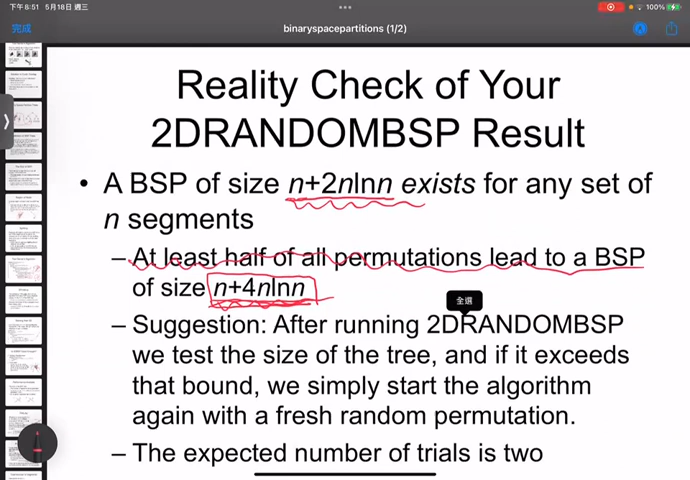 下午8:51 5月18日 週三
100%
完成
binaryspacepartitions (1/2)
Reality Check of Your
2DRANDOMBSP Result
• A BSP of size n+2nlnn exists for any set of
n segments
–At least half of all permutations lead to a BSP
of size n+4nlnn
全選
–Suggestion: After running 2DRANDOMBSP
we test the size of the tree, and if it exceeds
that bound, we simply start the algorithm
again with a fresh random permutation.
–The expected number of trials is two